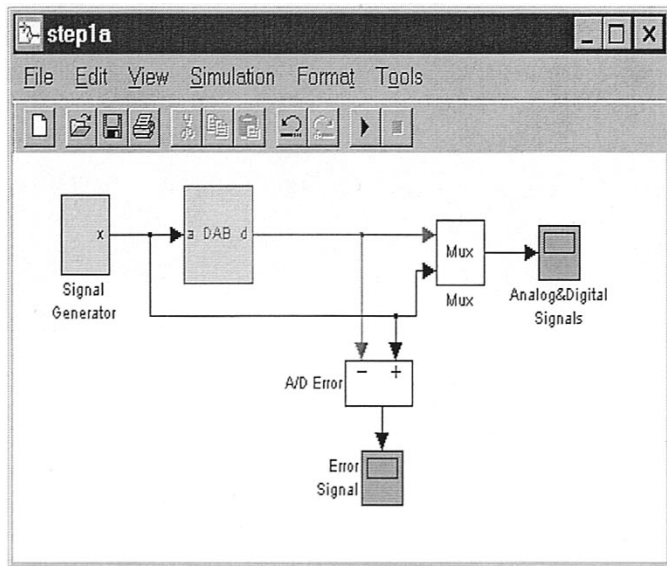 step1a
File Edit View Simulation Format Tools
x
a DAB d
Mux
Signal
Generator
Mux
Analog&Digital
Signals
A/D Error
− +
Error
Signal